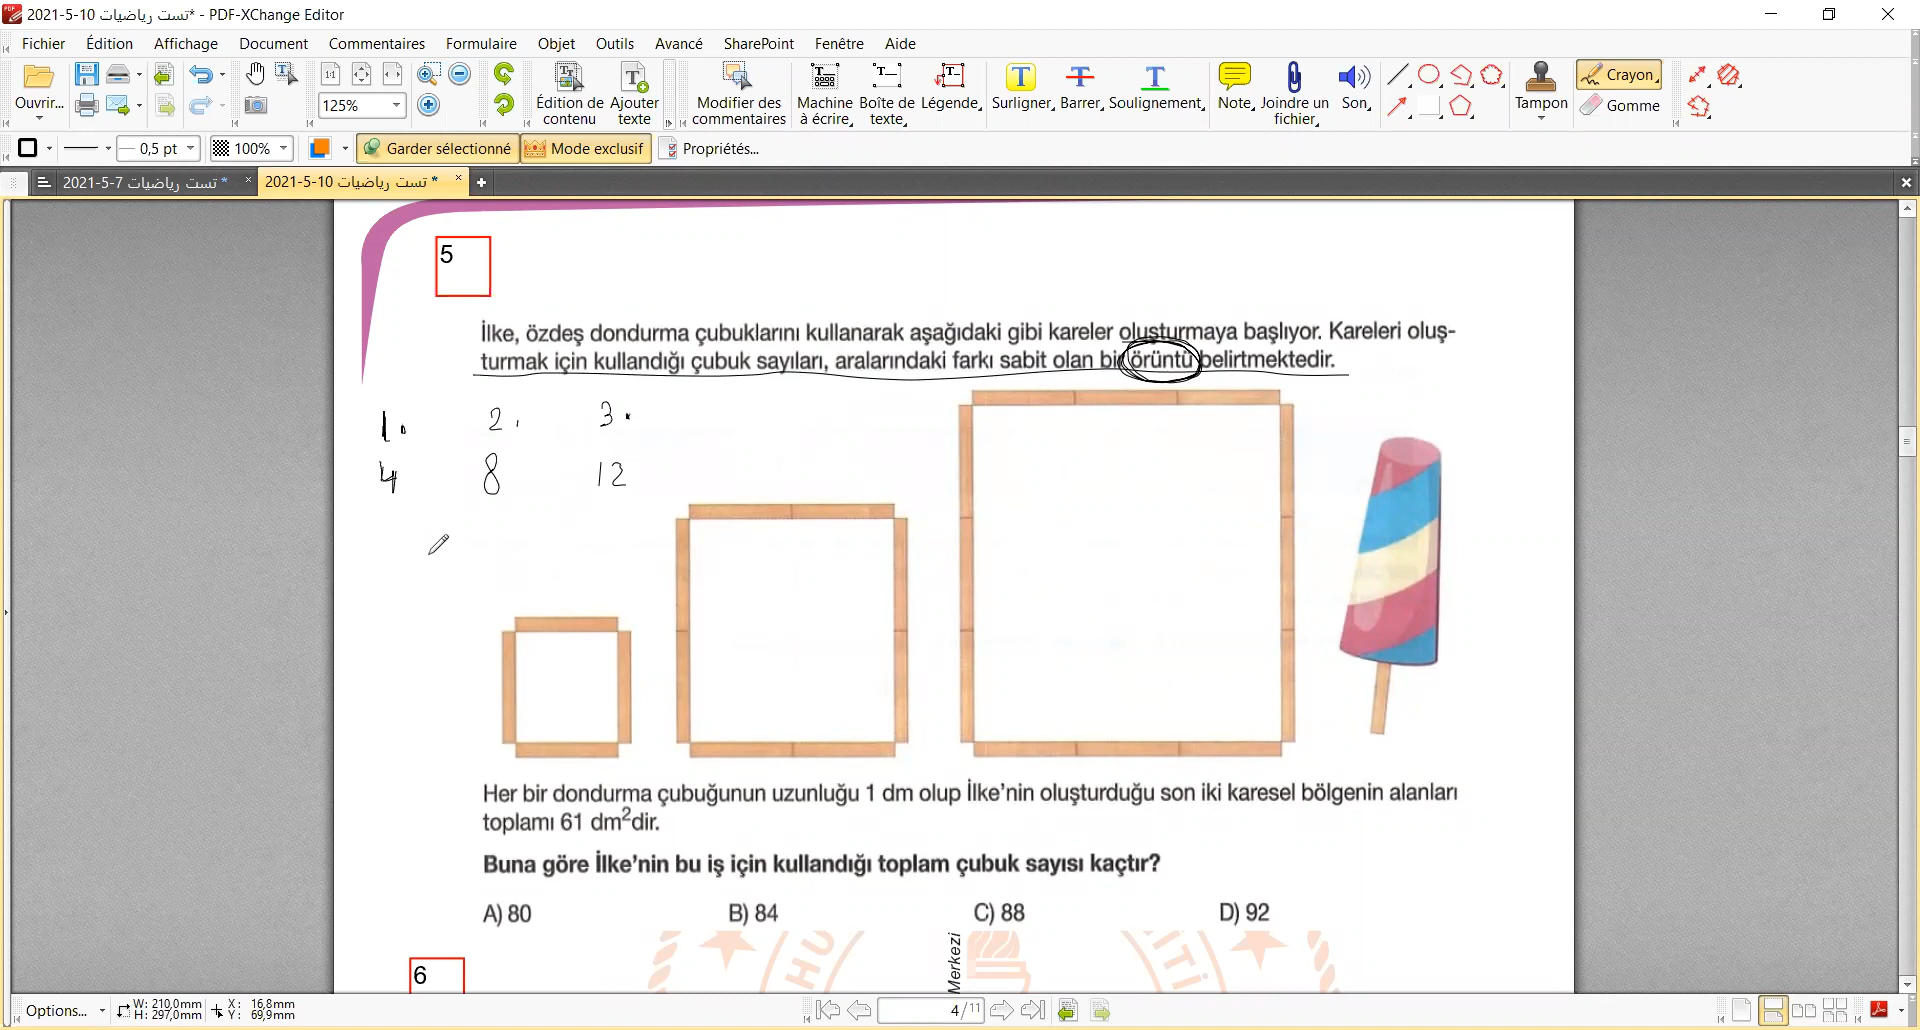 2021-5-10 تست رياضيات* - PDF-XChange Editor
Fichier Édition Affichage Document Commentaires Formulaire Objet Outils Avancé SharePoint Fenêtre Aide
Ouvrir... 125% Édition de contenu Ajouter texte Modifier des commentaires Machine à écrire Boîte de texte Légende Surligner Barrer Soulignement Note Joindre un fichier Son Tampon Crayon Gomme
0,5 pt 100% Garder sélectionné Mode exclusif Propriétés...
2021-5-7 تست رياضيات * 2021-5-10 تست رياضيات *
5
İlke, özdeş dondurma çubuklarını kullanarak aşağıdaki gibi kareler oluşturmaya başlıyor. Kareleri oluş-
turmak için kullandığı çubuk sayıları, aralarındaki farkı sabit olan bir örüntü belirtmektedir.
1. 2. 3.
4 8 12
Her bir dondurma çubuğunun uzunluğu 1 dm olup İlke'nin oluşturduğu son iki karesel bölgenin alanları
toplamı 61 dm²dir.
Buna göre İlke'nin bu iş için kullandığı toplam çubuk sayısı kaçtır?
A) 80 B) 84 C) 88 D) 92
Merkezi
6
Options... W: 210,0mm X: 16,8mm 4/11
H: 297,0mm Y: 69,9mm